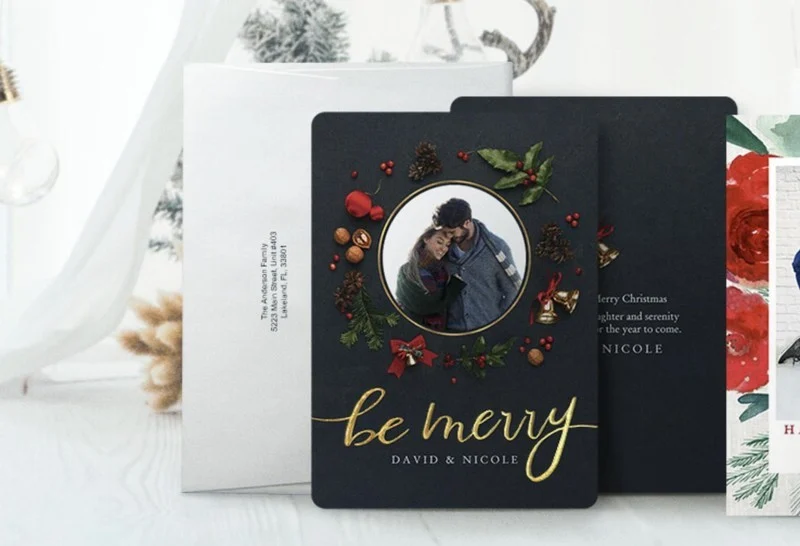 The Anderson Family
5223 Main Street, Unit #403
Lakeland, FL, 33801
be merry
DAVID & NICOLE
Merry Christmas
ghter and serenity
the year to come.
NICOLE